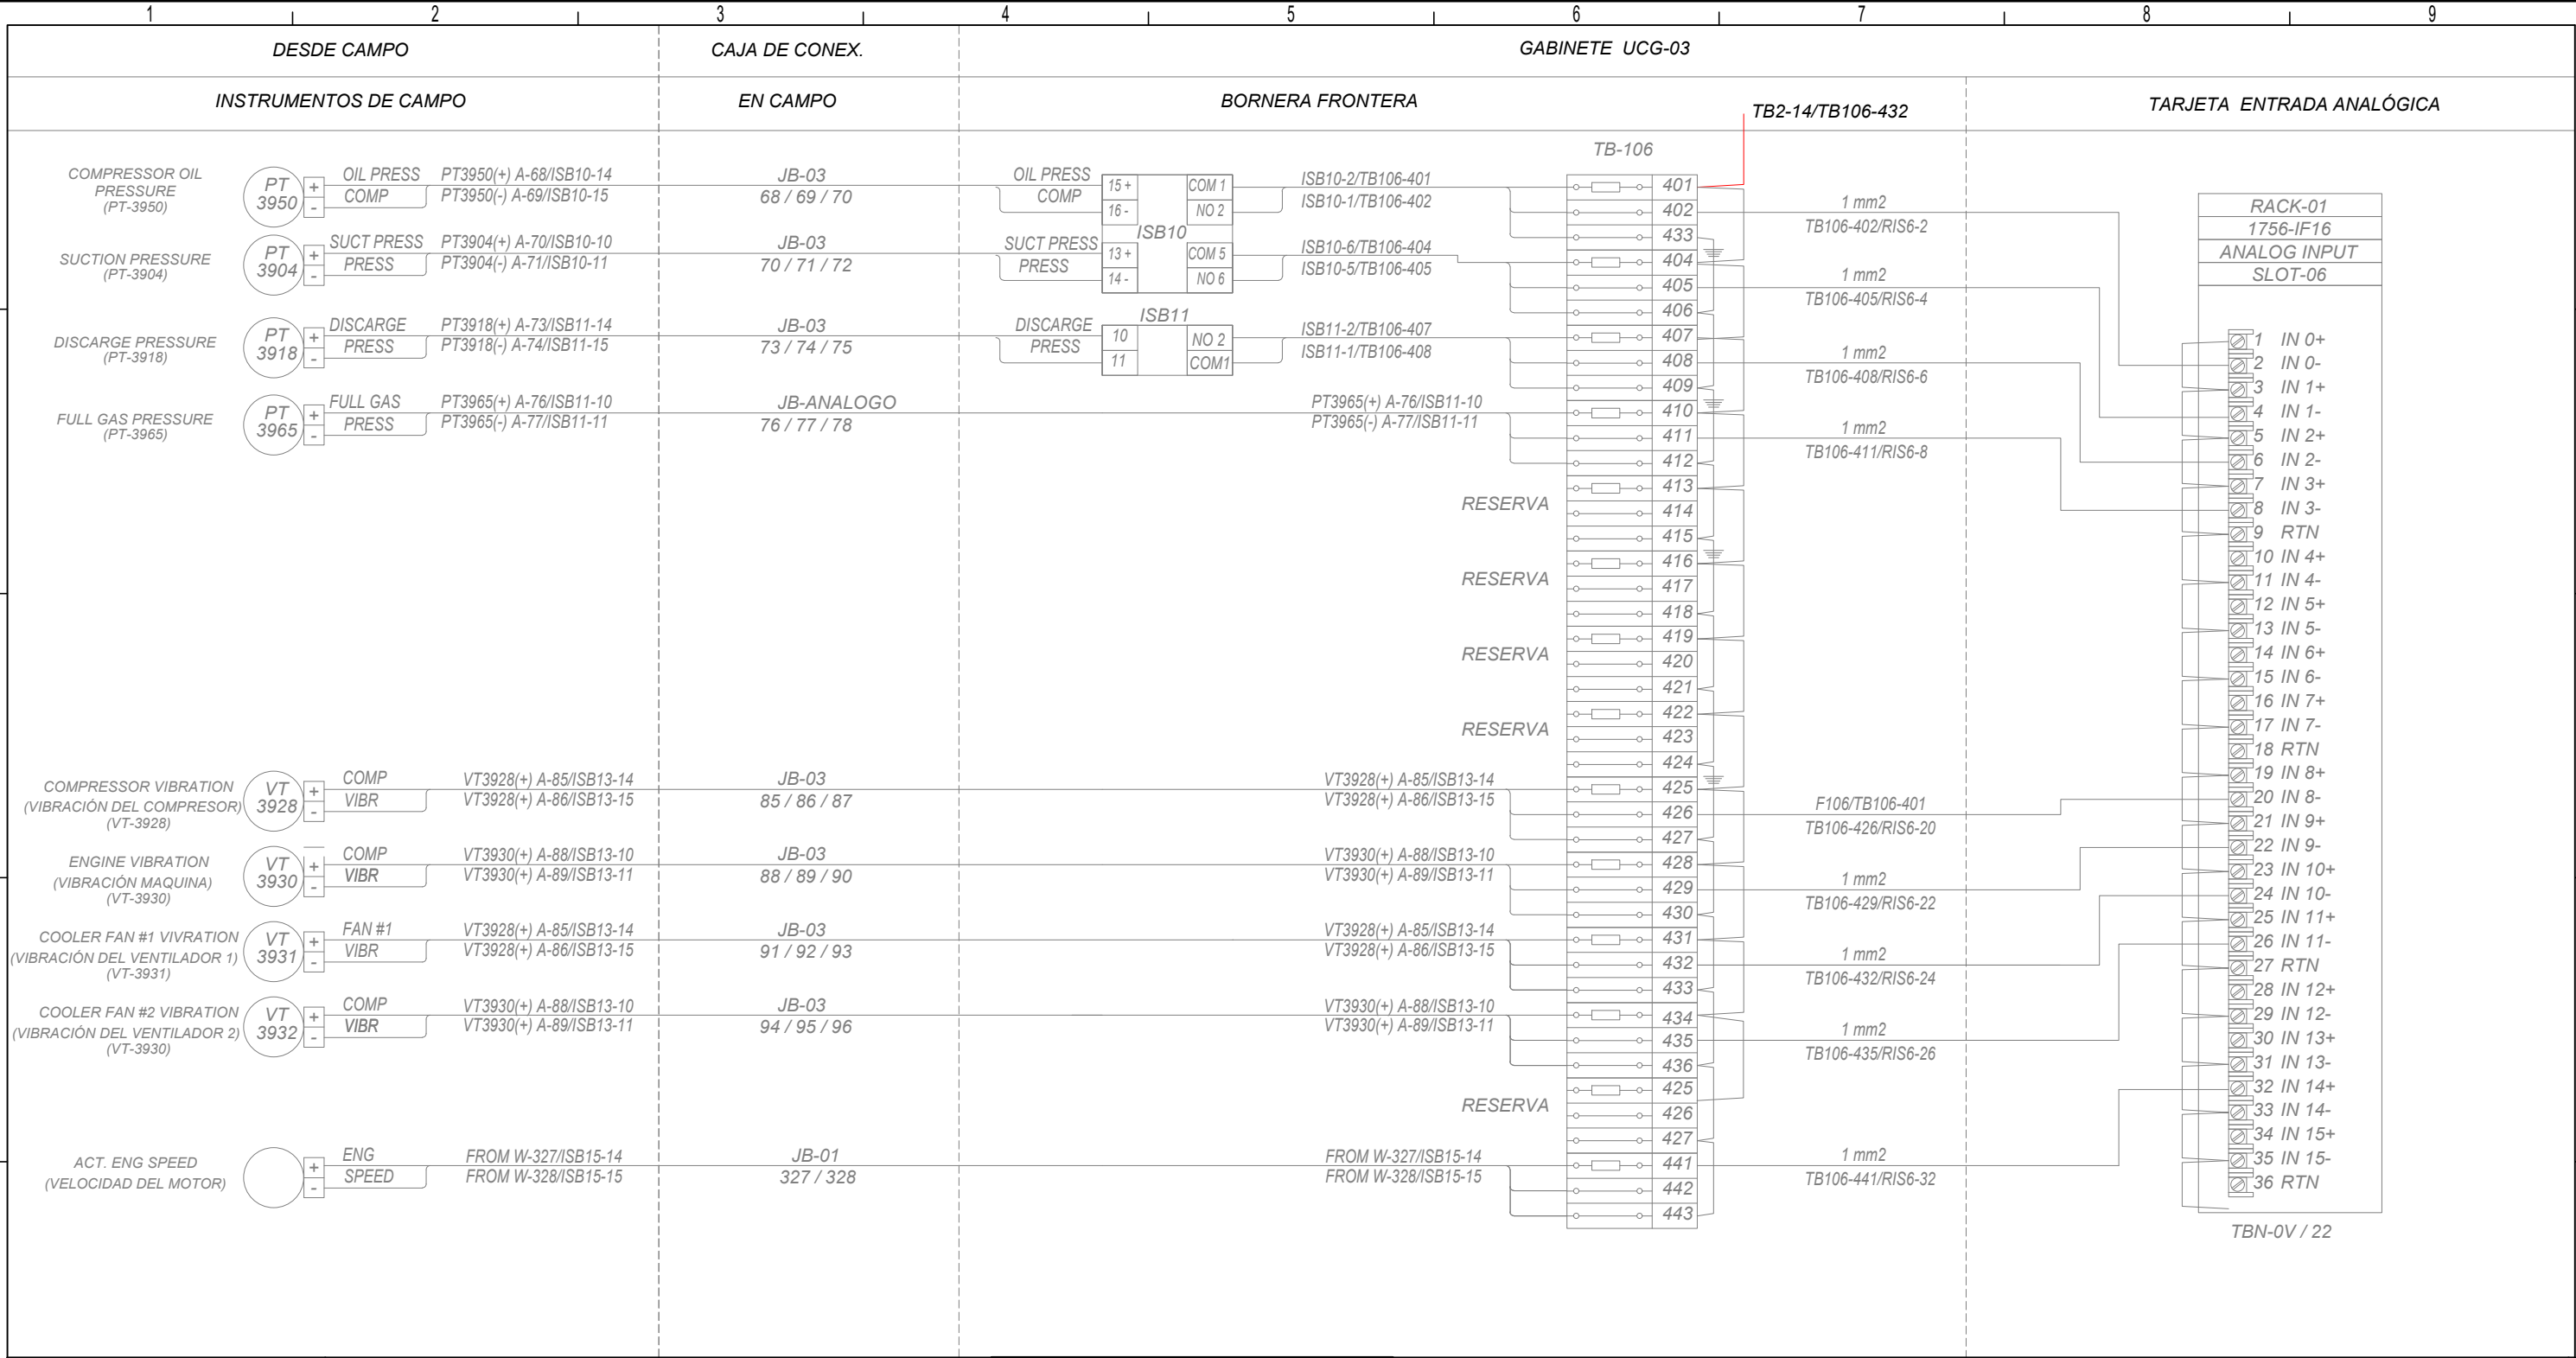 1 2 3 4 5 6 7 8 9
DESDE CAMPO
CAJA DE CONEX.
GABINETE UCG-03
INSTRUMENTOS DE CAMPO
EN CAMPO
BORNERA FRONTERA
TB2-14/TB106-432
TARJETA ENTRADA ANALÓGICA
COMPRESSOR OIL
PRESSURE
(PT-3950)
PT
3950
+
-
OIL PRESS
COMP
PT3950(+) A-68/ISB10-14
PT3950(-) A-69/ISB10-15
JB-03
68 / 69 / 70
OIL PRESS
COMP
15 +
16 -
COM 1
NO 2
ISB10
ISB10-2/TB106-401
ISB10-1/TB106-402
SUCTION PRESSURE
(PT-3904)
PT
3904
+
-
SUCT PRESS
PRESS
PT3904(+) A-70/ISB10-10
PT3904(-) A-71/ISB10-11
JB-03
70 / 71 / 72
SUCT PRESS
PRESS
13 +
14 -
COM 5
NO 6
ISB10-6/TB106-404
ISB10-5/TB106-405
DISCHARGE PRESSURE
(PT-3918)
PT
3918
+
-
DISCARGE
PRESS
PT3918(+) A-73/ISB11-14
PT3918(-) A-74/ISB11-15
JB-03
73 / 74 / 75
DISCARGE
PRESS
ISB11
10
11
NO 2
COM1
ISB11-2/TB106-407
ISB11-1/TB106-408
FULL GAS PRESSURE
(PT-3965)
PT
3965
+
-
FULL GAS
PRESS
PT3965(+) A-76/ISB11-10
PT3965(-) A-77/ISB11-11
JB-ANALOGO
76 / 77 / 78
PT3965(+) A-76/ISB11-10
PT3965(-) A-77/ISB11-11
RESERVA
RESERVA
RESERVA
RESERVA
COMPRESSOR VIBRATION
(VIBRACIÓN DEL COMPRESOR)
(VT-3928)
VT
3928
+
-
COMP
VIBR
VT3928(+) A-85/ISB13-14
VT3928(+) A-86/ISB13-15
JB-03
85 / 86 / 87
VT3928(+) A-85/ISB13-14
VT3928(+) A-86/ISB13-15
ENGINE VIBRATION
(VIBRACIÓN MAQUINA)
(VT-3930)
VT
3930
+
-
COMP
VIBR
VT3930(+) A-88/ISB13-10
VT3930(+) A-89/ISB13-11
JB-03
88 / 89 / 90
VT3930(+) A-88/ISB13-10
VT3930(+) A-89/ISB13-11
COOLER FAN #1 VIVRATION
(VIBRACIÓN DEL VENTILADOR 1)
(VT-3931)
VT
3931
+
-
FAN #1
VIBR
VT3928(+) A-85/ISB13-14
VT3928(+) A-86/ISB13-15
JB-03
91 / 92 / 93
VT3928(+) A-85/ISB13-14
VT3928(+) A-86/ISB13-15
COOLER FAN #2 VIBRATION
(VIBRACIÓN DEL VENTILADOR 2)
(VT-3930)
VT
3932
+
-
COMP
VIBR
VT3930(+) A-88/ISB13-10
VT3930(+) A-89/ISB13-11
JB-03
94 / 95 / 96
VT3930(+) A-88/ISB13-10
VT3930(+) A-89/ISB13-11
RESERVA
ACT. ENG SPEED
(VELOCIDAD DEL MOTOR)
+
-
ENG
SPEED
FROM W-327/ISB15-14
FROM W-328/ISB15-15
JB-01
327 / 328
FROM W-327/ISB15-14
FROM W-328/ISB15-15
TB-106
401
402
433
404
405
406
407
408
409
410
411
412
413
414
415
416
417
418
419
420
421
422
423
424
425
426
427
428
429
430
431
432
433
434
435
436
425
426
427
441
442
443
1 mm2
TB106-402/RIS6-2
1 mm2
TB106-405/RIS6-4
1 mm2
TB106-408/RIS6-6
1 mm2
TB106-411/RIS6-8
F106/TB106-401
TB106-426/RIS6-20
1 mm2
TB106-429/RIS6-22
1 mm2
TB106-432/RIS6-24
1 mm2
TB106-435/RIS6-26
1 mm2
TB106-441/RIS6-32
RACK-01
1756-IF16
ANALOG INPUT
SLOT-06
1 IN 0+
2 IN 0-
3 IN 1+
4 IN 1-
5 IN 2+
6 IN 2-
7 IN 3+
8 IN 3-
9 RTN
10 IN 4+
11 IN 4-
12 IN 5+
13 IN 5-
14 IN 6+
15 IN 6-
16 IN 7+
17 IN 7-
18 RTN
19 IN 8+
20 IN 8-
21 IN 9+
22 IN 9-
23 IN 10+
24 IN 10-
25 IN 11+
26 IN 11-
27 RTN
28 IN 12+
29 IN 12-
30 IN 13+
31 IN 13-
32 IN 14+
33 IN 14-
34 IN 15+
35 IN 15-
36 RTN
TBN-0V / 22